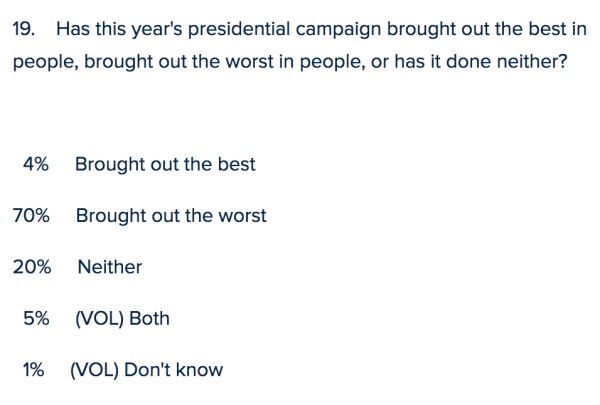 19. Has this year's presidential campaign brought out the best in
people, brought out the worst in people, or has it done neither?
4% Brought out the best
70% Brought out the worst
20% Neither
5% (VOL) Both
1% (VOL) Don't know